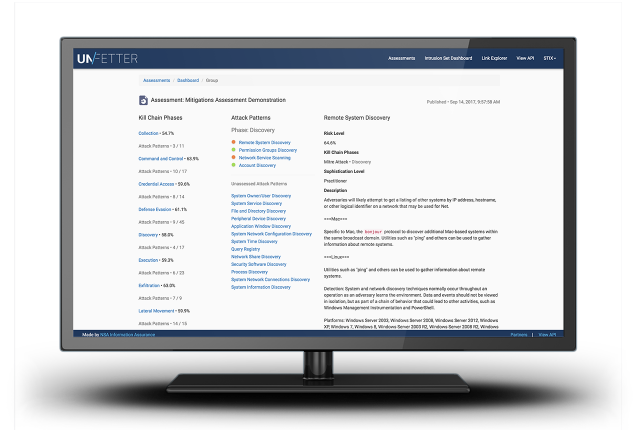 UNFETTER
Assessments Intrusion Set Dashboard Link Explorer View API STIX
Assessments / Dashboard / Group
Assessment: Mitigations Assessment Demonstration
Published - Sep 14, 2017, 9:57:58 AM
Kill Chain Phases
Collection - 54.7%
Attack Patterns - 3 / 11
Command and Control - 63.9%
Attack Patterns - 10 / 17
Credential Access - 59.6%
Attack Patterns - 8 / 14
Defense Evasion - 61.1%
Attack Patterns - 9 / 45
Discovery - 58.0%
Attack Patterns - 4 / 17
Execution - 59.3%
Attack Patterns - 6 / 23
Exfiltration - 63.0%
Attack Patterns - 7 / 9
Lateral Movement - 59.9%
Attack Patterns - 14 / 15
Attack Patterns
Phase: Discovery
Remote System Discovery
Permission Groups Discovery
Network Service Scanning
Account Discovery
Unassessed Attack Patterns
System Owner/User Discovery
System Service Discovery
File and Directory Discovery
Peripheral Device Discovery
Application Window Discovery
System Network Configuration Discovery
System Time Discovery
Query Registry
Network Share Discovery
Security Software Discovery
Process Discovery
System Network Connections Discovery
System Information Discovery
Remote System Discovery
Risk Level
64.6%
Kill Chain Phases
Mitre Attack - Discovery
Sophistication Level
Practitioner
Description
Adversaries will likely attempt to get a listing of other systems by IP address, hostname,
or other logical identifier on a network that may be used for Net.
===Mac===
Specific to Mac, the bonjour protocol to discover additional Mac-based systems within
the same broadcast domain. Utilities such as "ping" and others can be used to gather
information about remote systems.
===Linux===
Utilities such as "ping" and others can be used to gather information about remote
systems.
Detection: System and network discovery techniques normally occur throughout an
operation as an adversary learns the environment. Data and events should not be viewed
in isolation, but as part of a chain of behavior that could lead to other activities, such as
Windows Management Instrumentation and PowerShell.
Platforms: Windows Server 2003, Windows Server 2008, Windows Server 2012, Windows
XP, Windows 7, Windows 8, Windows Server 2003 R2, Windows Server 2008 R2, Windows
Made by NSA Information Assurance
Partners | View API